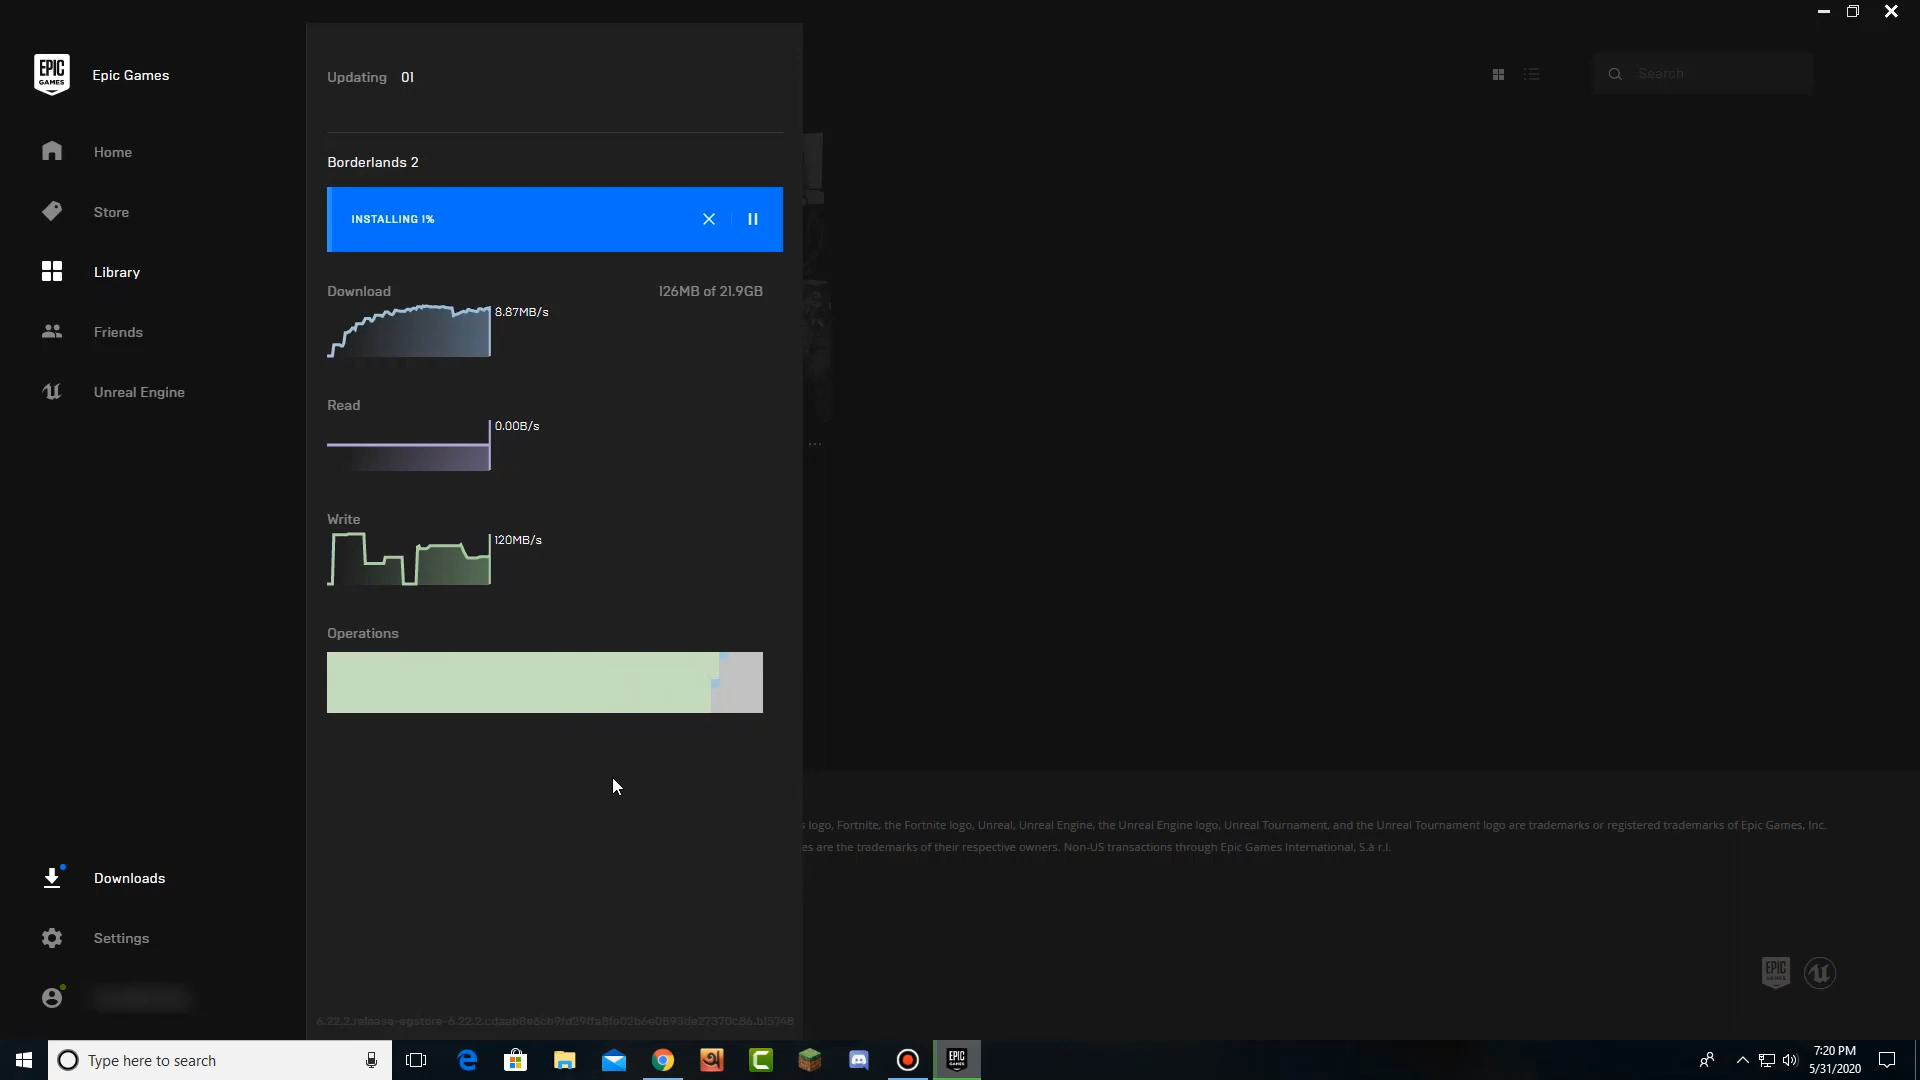 EPIC GAMES
Epic Games
Home
Store
Library
Friends
Unreal Engine
Downloads
Settings
Updating 01
Borderlands 2
INSTALLING 1%
Download
126MB of 21.9GB
8.87MB/s
Read
0.00B/s
Write
120MB/s
Operations
Search
s logo, Fortnite, the Fortnite logo, Unreal, Unreal Engine, the Unreal Engine logo, Unreal Tournament, and the Unreal Tournament logo are trademarks or registered trademarks of Epic Games, Inc.
es are the trademarks of their respective owners. Non-US transactions through Epic Games International, S.à r.l.
EPIC GAMES
Type here to search
EPIC GAMES
7:20 PM
5/31/2020